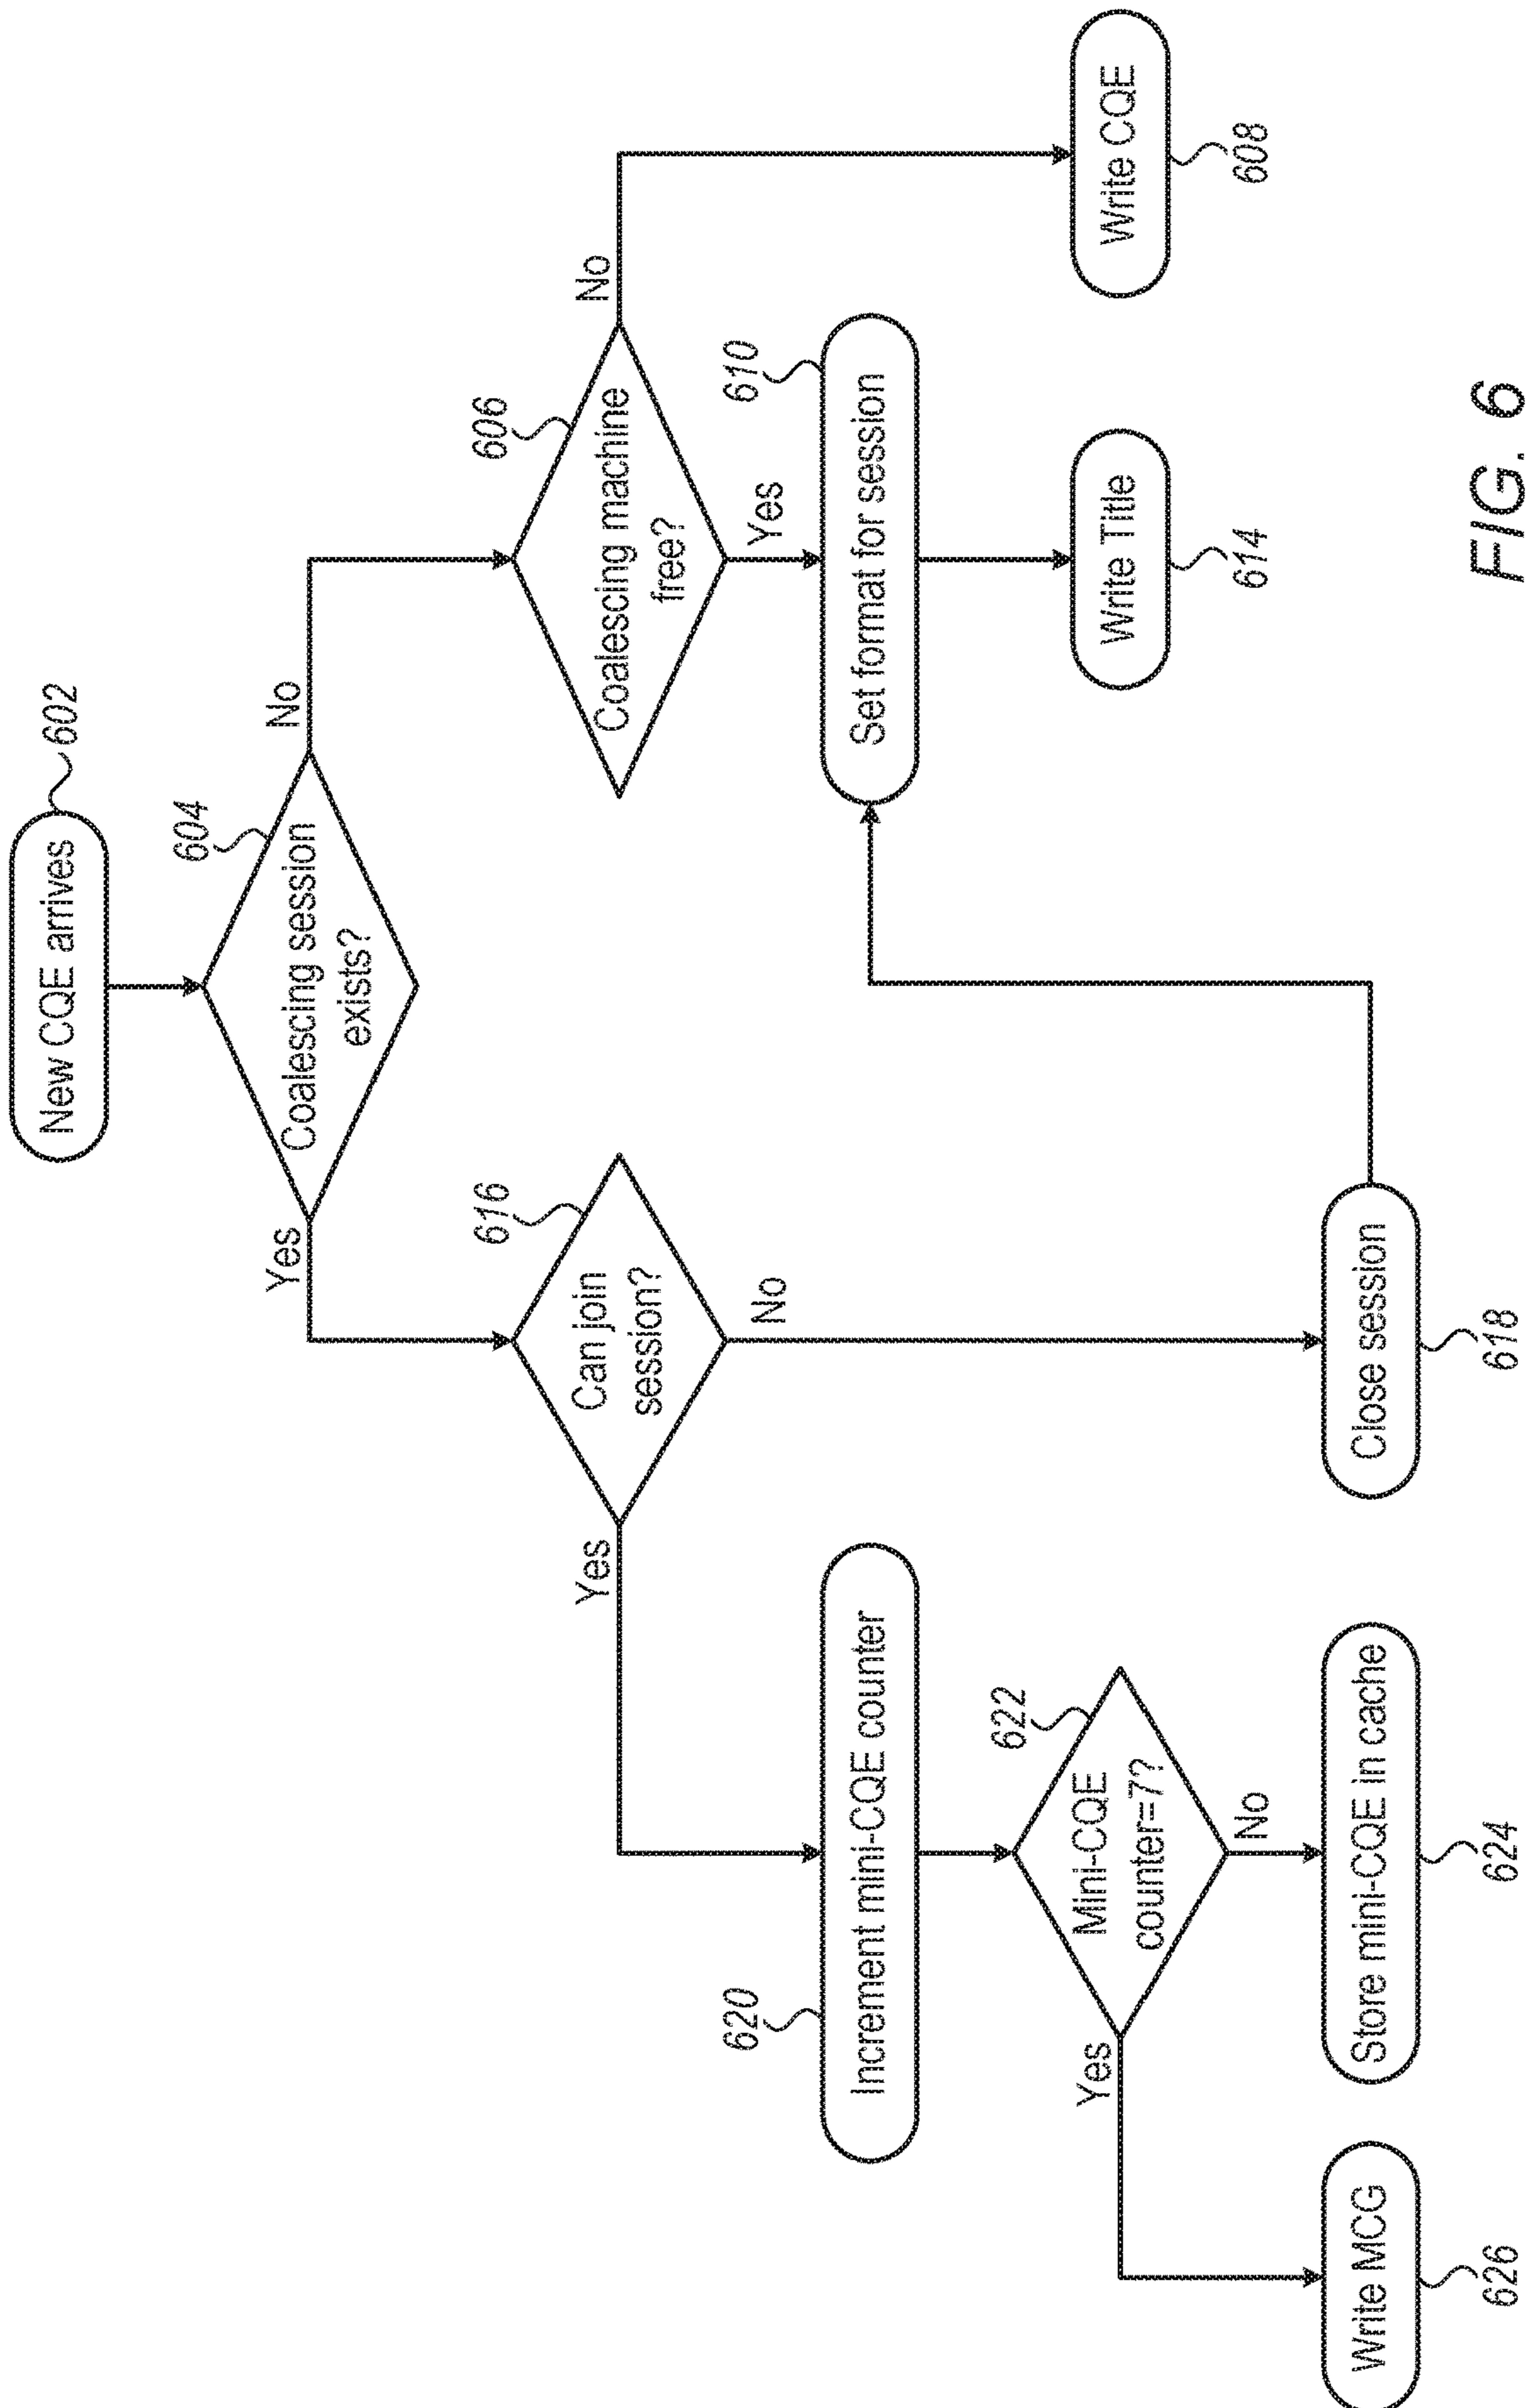 New CQE arrives
602
604
Coalescing session
exists?
Yes
No
616
Can join
session?
Yes
No
606
Coalescing machine
free?
Yes
No
620
Increment mini-CQE counter
610
Set format for session
622
Mini-CQE
counter=7?
Yes
No
Write Title
614
Write CQE
608
Write MCG
626
Store mini-CQE in cache
624
Close session
618
FIG. 6